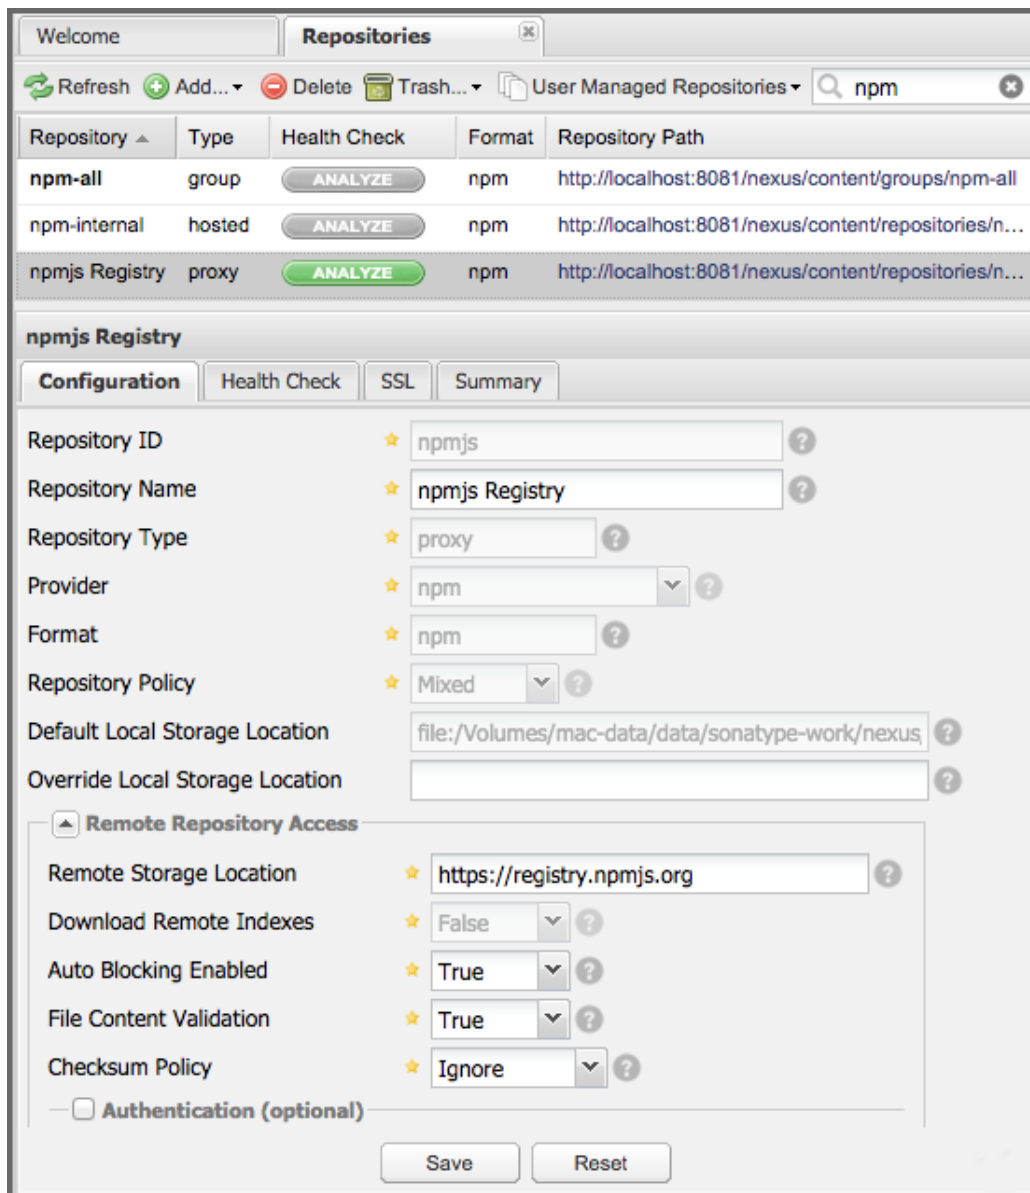 Welcome Repositories
Refresh Add... Delete Trash... User Managed Repositories npm
Repository Type Health Check Format Repository Path
npm-all group ANALYZE npm http://localhost:8081/nexus/content/groups/npm-all
npm-internal hosted ANALYZE npm http://localhost:8081/nexus/content/repositories/n...
npmjs Registry proxy ANALYZE npm http://localhost:8081/nexus/content/repositories/n...
npmjs Registry
Configuration Health Check SSL Summary
Repository ID npmjs ?
Repository Name npmjs Registry ?
Repository Type proxy ?
Provider npm ?
Format npm ?
Repository Policy Mixed ?
Default Local Storage Location file:/Volumes/mac-data/data/sonatype-work/nexus, ?
Override Local Storage Location ?
Remote Repository Access
Remote Storage Location https://registry.npmjs.org ?
Download Remote Indexes False ?
Auto Blocking Enabled True ?
File Content Validation True ?
Checksum Policy Ignore ?
Authentication (optional)
Save Reset